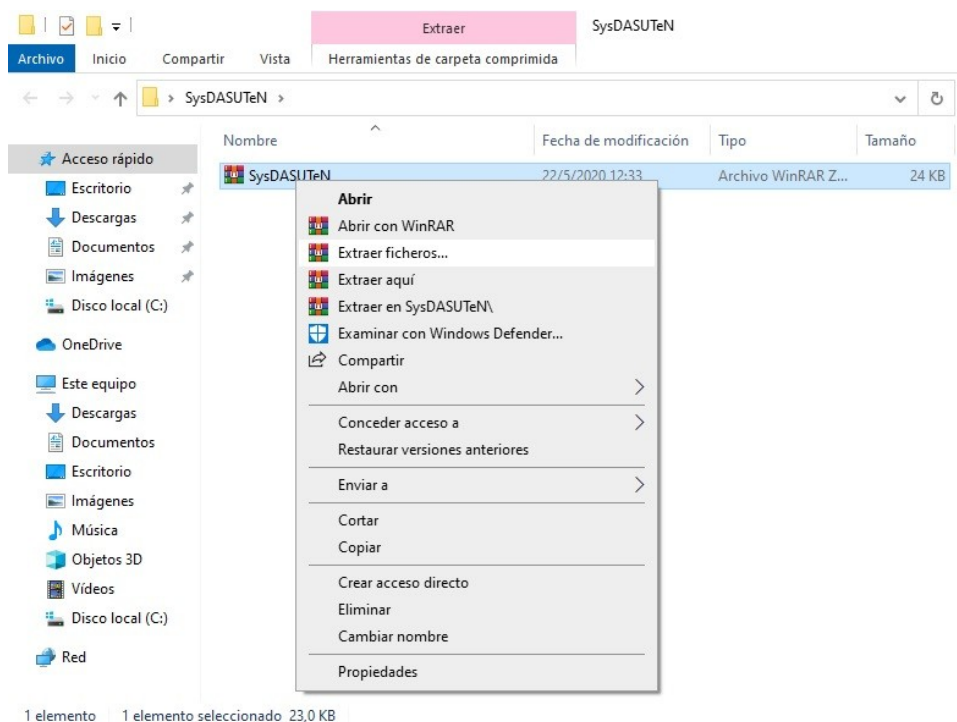 Extraer
SysDASUTeN
Archivo
Inicio
Compartir
Vista
Herramientas de carpeta comprimida
SysDASUTeN
Nombre
Fecha de modificación
Tipo
Tamaño
Acceso rápido
Escritorio
Descargas
Documentos
Imágenes
Disco local (C:)
OneDrive
Este equipo
Descargas
Documentos
Escritorio
Imágenes
Música
Objetos 3D
Vídeos
Disco local (C:)
Red
SysDASUTeN
22/5/2020 12:33
Archivo WinRAR Z...
24 KB
Abrir
Abrir con WinRAR
Extraer ficheros...
Extraer aquí
Extraer en SysDASUTeN\
Examinar con Windows Defender...
Compartir
Abrir con
Conceder acceso a
Restaurar versiones anteriores
Enviar a
Cortar
Copiar
Crear acceso directo
Eliminar
Cambiar nombre
Propiedades
1 elemento
1 elemento seleccionado 23,0 KB